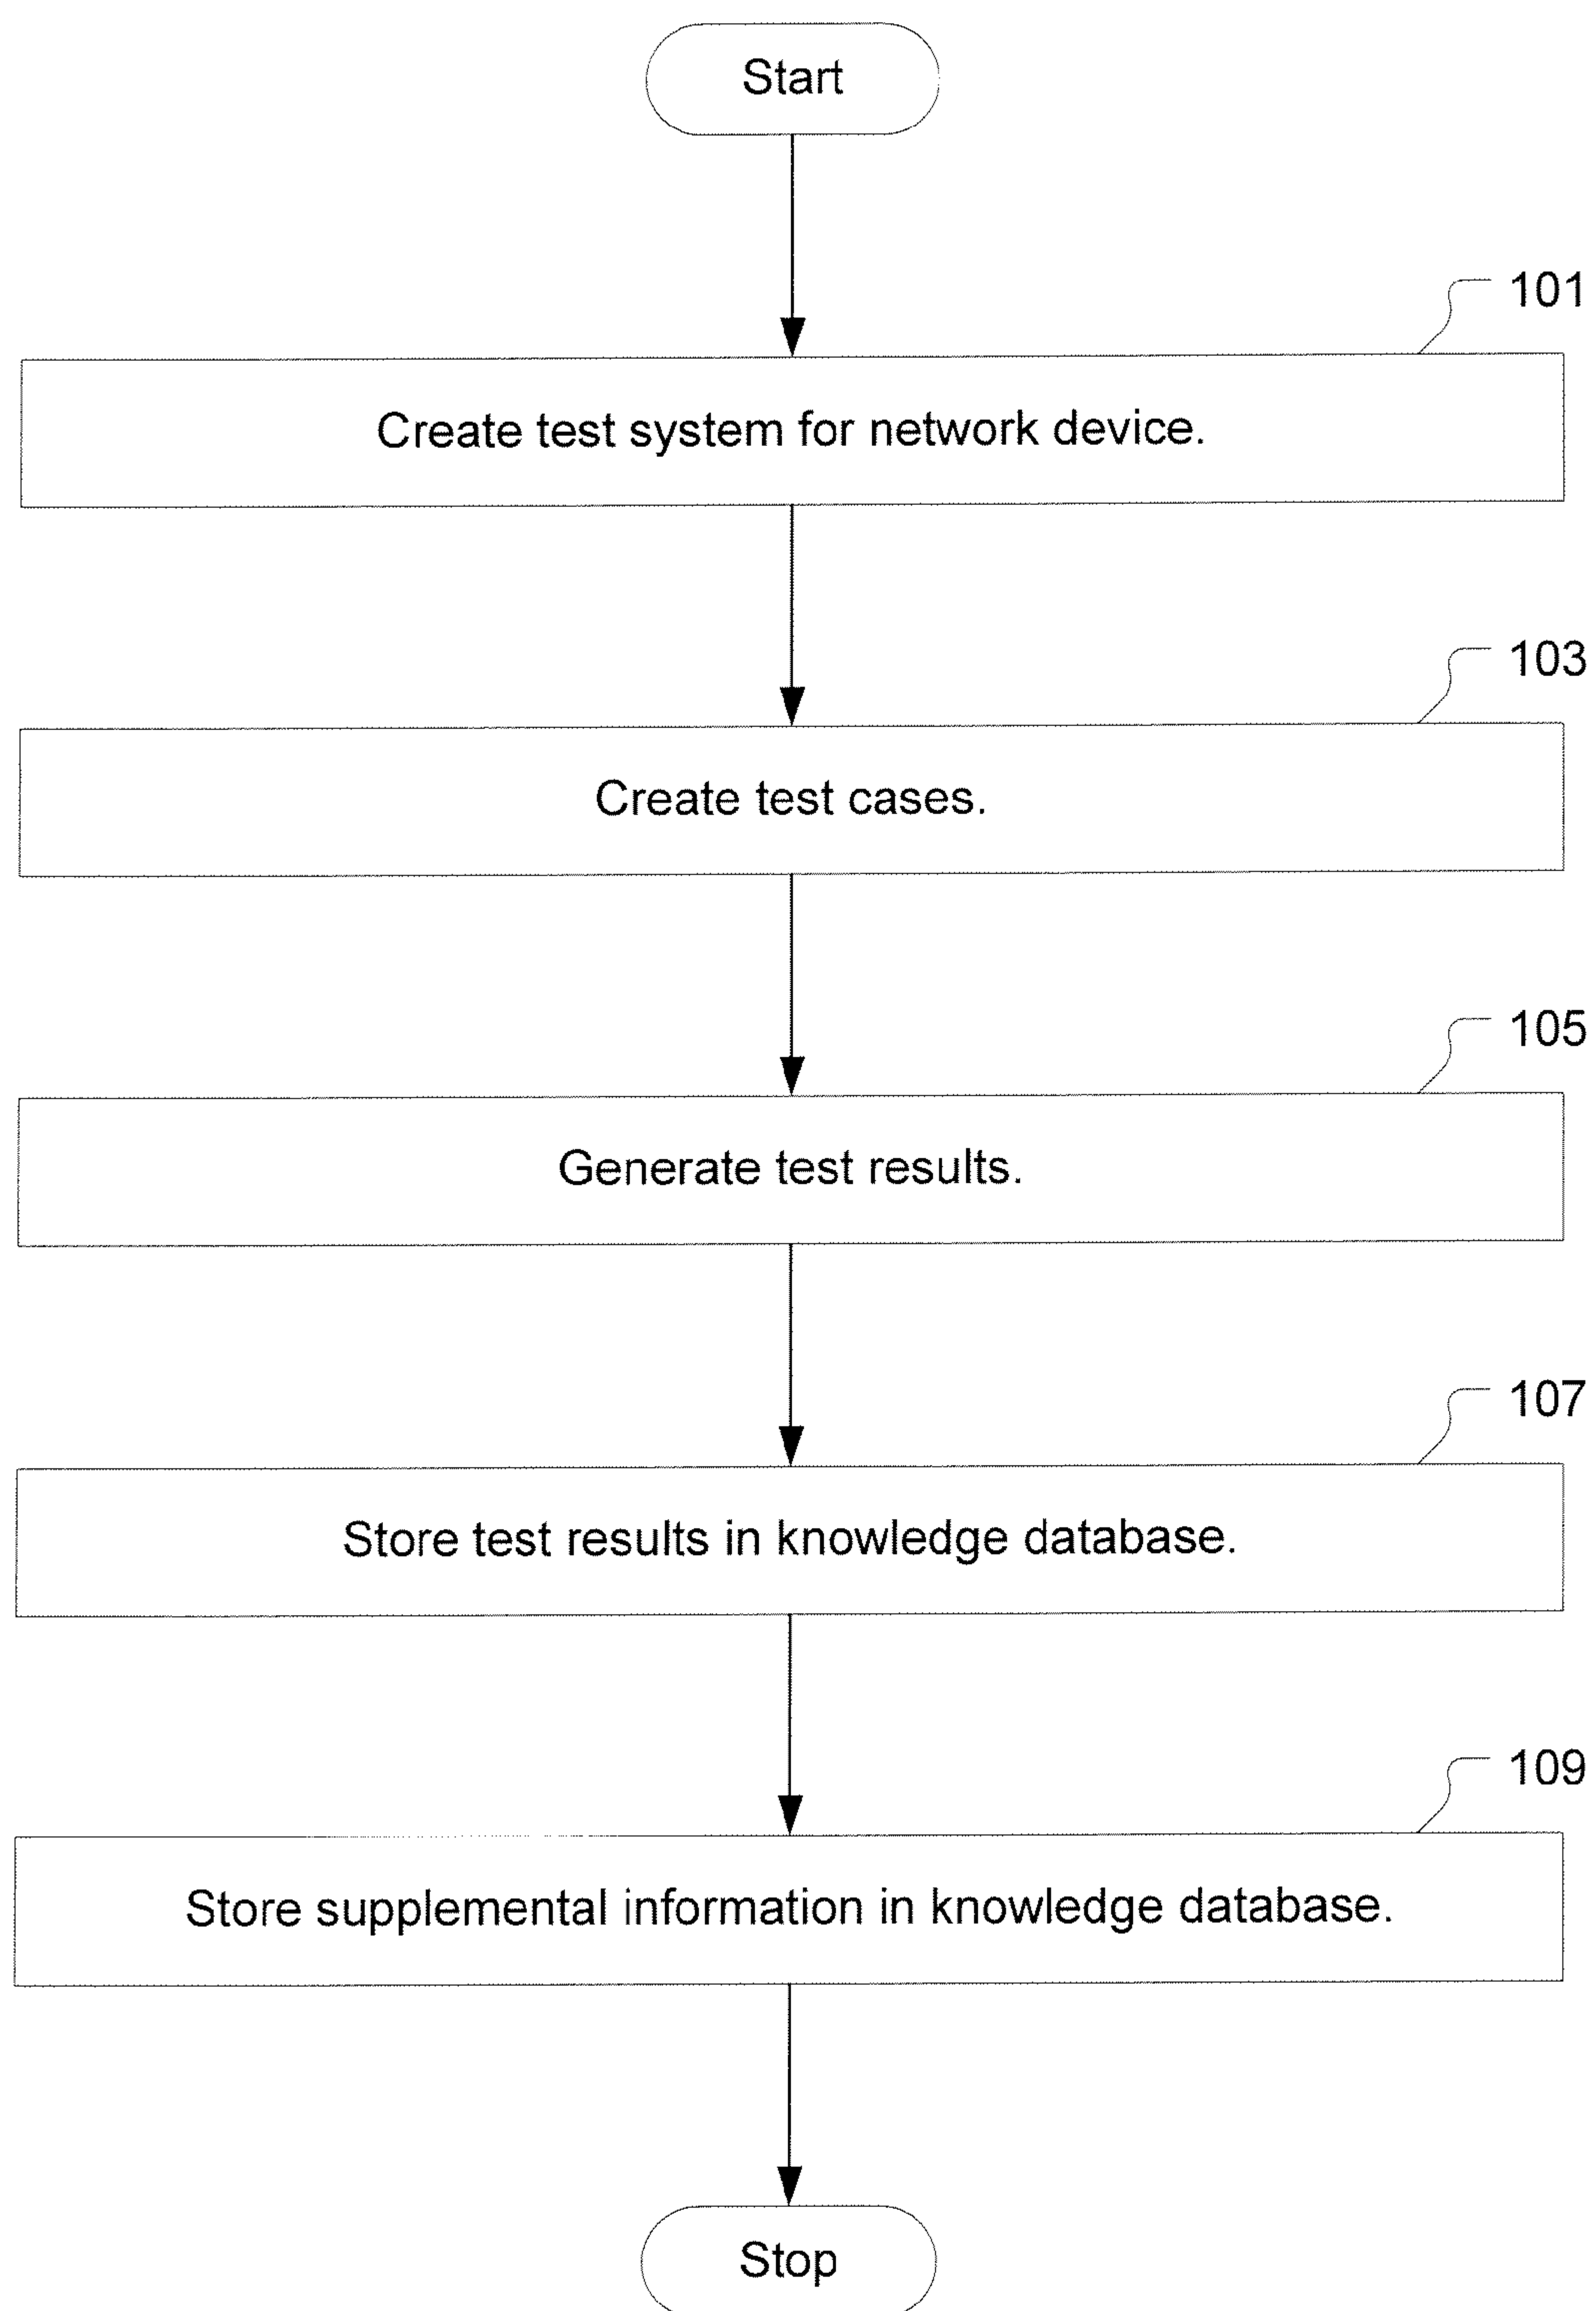 Start
101
Create test system for network device.
103
Create test cases.
105
Generate test results.
107
Store test results in knowledge database.
109
Store supplemental information in knowledge database.
Stop